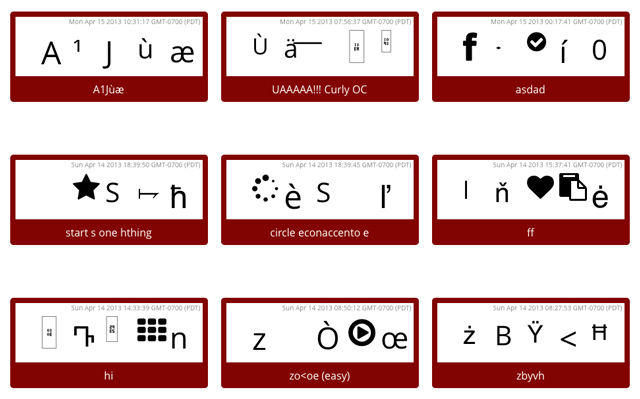 Mon Apr 15 2013 10:31:17 GMT-0700 (PDT)
A ¹ J ù æ
A1Jùæ
Mon Apr 15 2013 07:56:37 GMT-0700 (PDT)
Ù ä
UAAAAA!!! Curly OC
Mon Apr 15 2013 00:17:41 GMT-0700 (PDT)
f - í 0
asdad
Sun Apr 14 2013 18:39:50 GMT-0700 (PDT)
S ħ
start s one hthing
Sun Apr 14 2013 18:39:45 GMT-0700 (PDT)
è S ľ
circle econaccento e
Sun Apr 14 2013 15:37:41 GMT-0700 (PDT)
ň ė
ff
Sun Apr 14 2013 14:33:39 GMT-0700 (PDT)
n
hi
Sun Apr 14 2013 08:50:12 GMT-0700 (PDT)
z Ò œ
zo<oe (easy)
Sun Apr 14 2013 08:27:53 GMT-0700 (PDT)
ż B Ÿ < Ħ
zbyvh